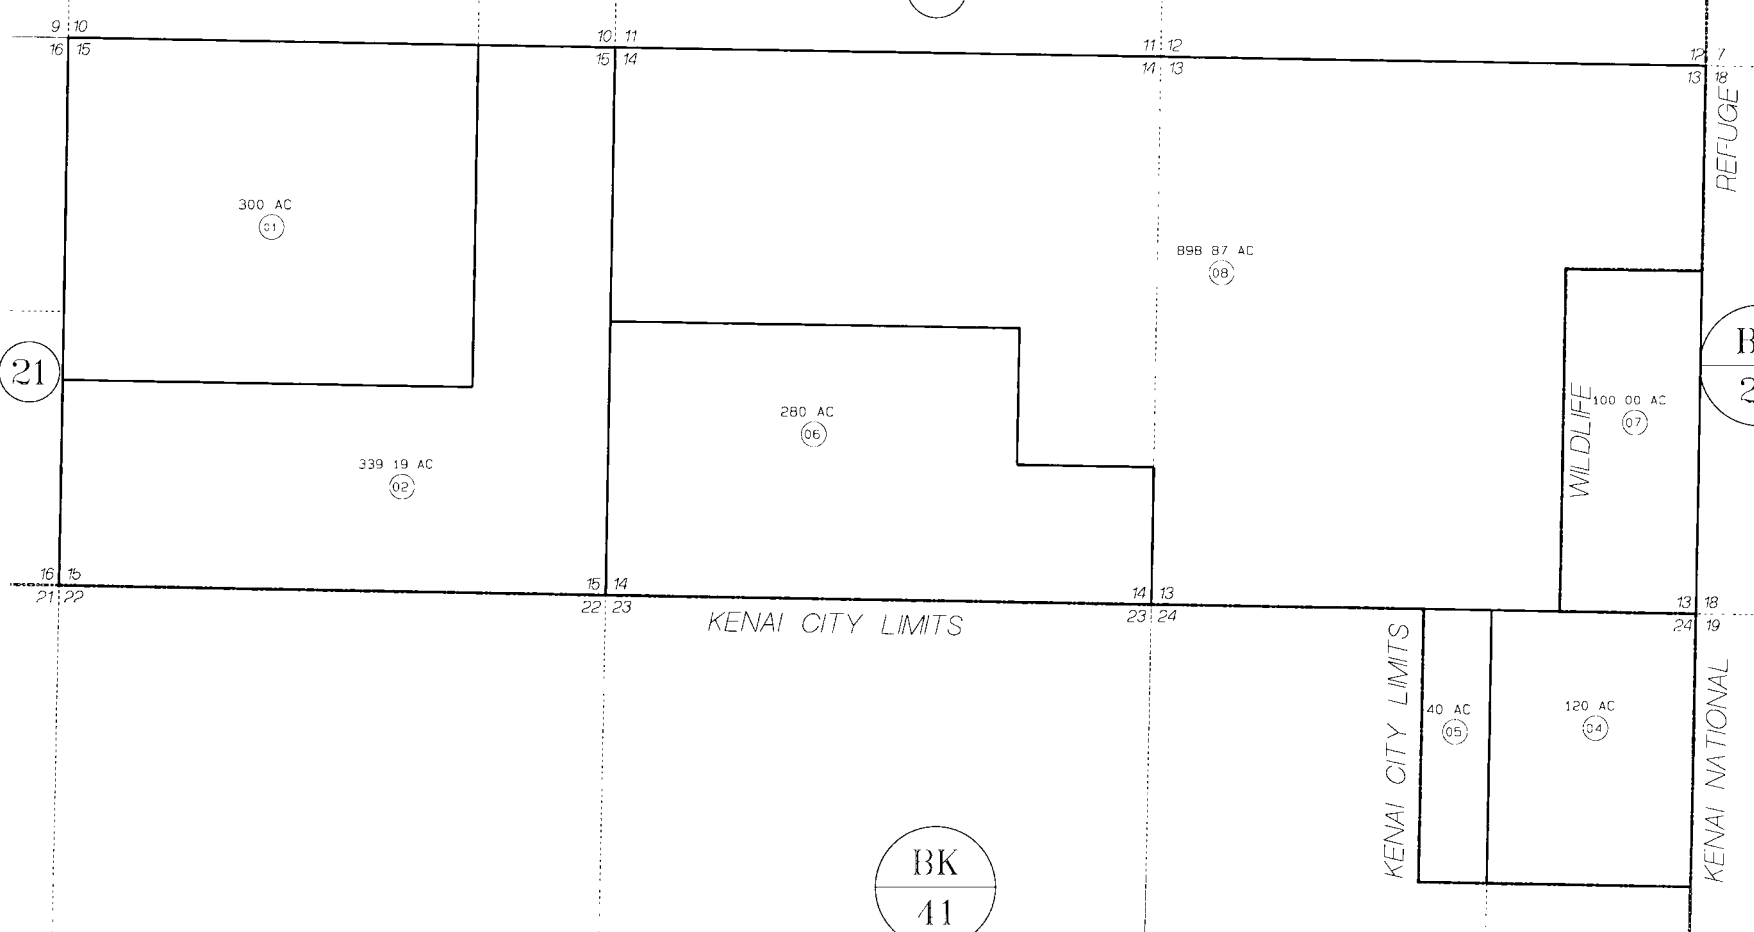 9 10
16 15
10 11
15 14
11 12
14 13
12 7
13 18
REFUGE
300 AC
01
898 87 AC
08
21
280 AC
06
WILDLIFE
100 00 AC
07
B
2
339 19 AC
02
16 15
21 22
15 14
22 23
14 13
23 24
13 18
24 19
KENAI CITY LIMITS
KENAI CITY LIMITS
40 AC
05
120 AC
04
KENAI NATIONAL
BK
41